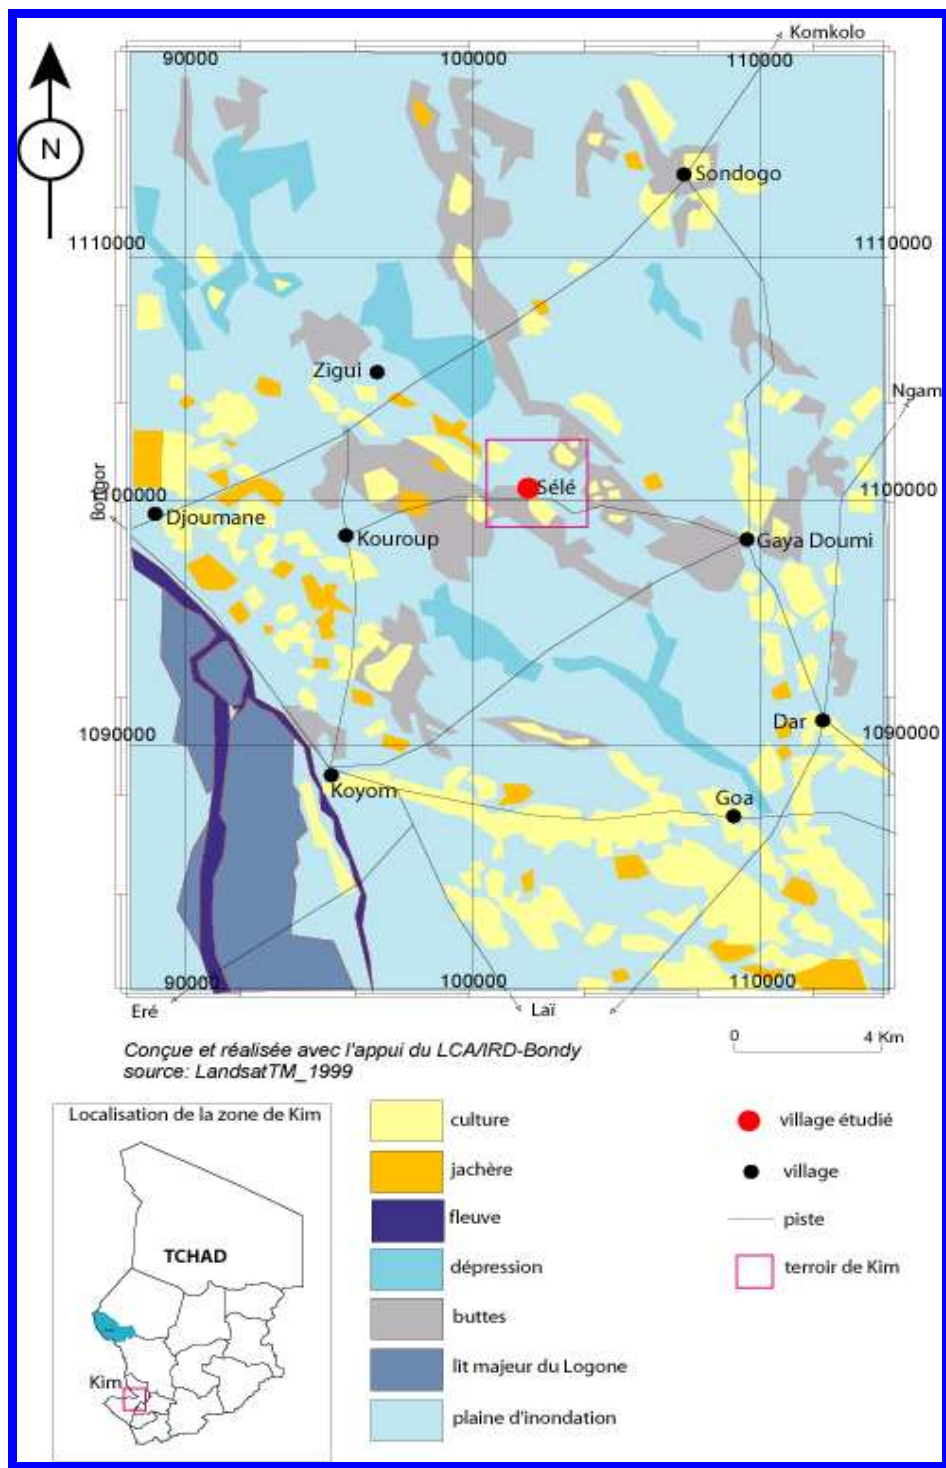 Komkolo
90000
100000
110000
N
Sondogo
1110000
1110000
Zigui
Ngam
Bongor
Sélé
1100000
1100000
Djoumane
Kouroup
Gaya Doumi
Dar
1090000
1090000
Koyom
Goa
90000
100000
110000
Eré
Laï
0
4 Km
Conçue et réalisée avec l'appui du LCA/IRD-Bondy
source: LandsatTM_1999
Localisation de la zone de Kim
TCHAD
Kim
culture
jachère
fleuve
dépression
buttes
lit majeur du Logone
plaine d'inondation
village étudié
village
piste
terroir de Kim